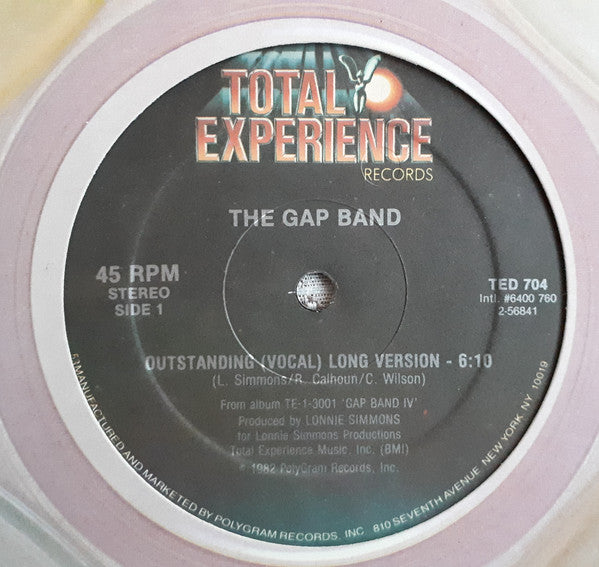 TOTAL
EXPERIENCE
RECORDS
THE GAP BAND
45 RPM
STEREO
SIDE 1
TED 704
Intl. #6400 760
2-56841
OUTSTANDING (VOCAL) LONG VERSION - 6:10
(L. Simmons/R. Calhoun/C. Wilson)
From album TE-1-3001 'GAP BAND IV'
Produced by LONNIE SIMMONS
for Lonnie Simmons Productions
Total Experience Music, Inc. (BMI)
© 1982 PolyGram Records, Inc.
53MANUFACTURED AND MARKETED BY POLYGRAM RECORDS, INC 810 SEVENTH AVENUE, NEW YORK, NY 10019